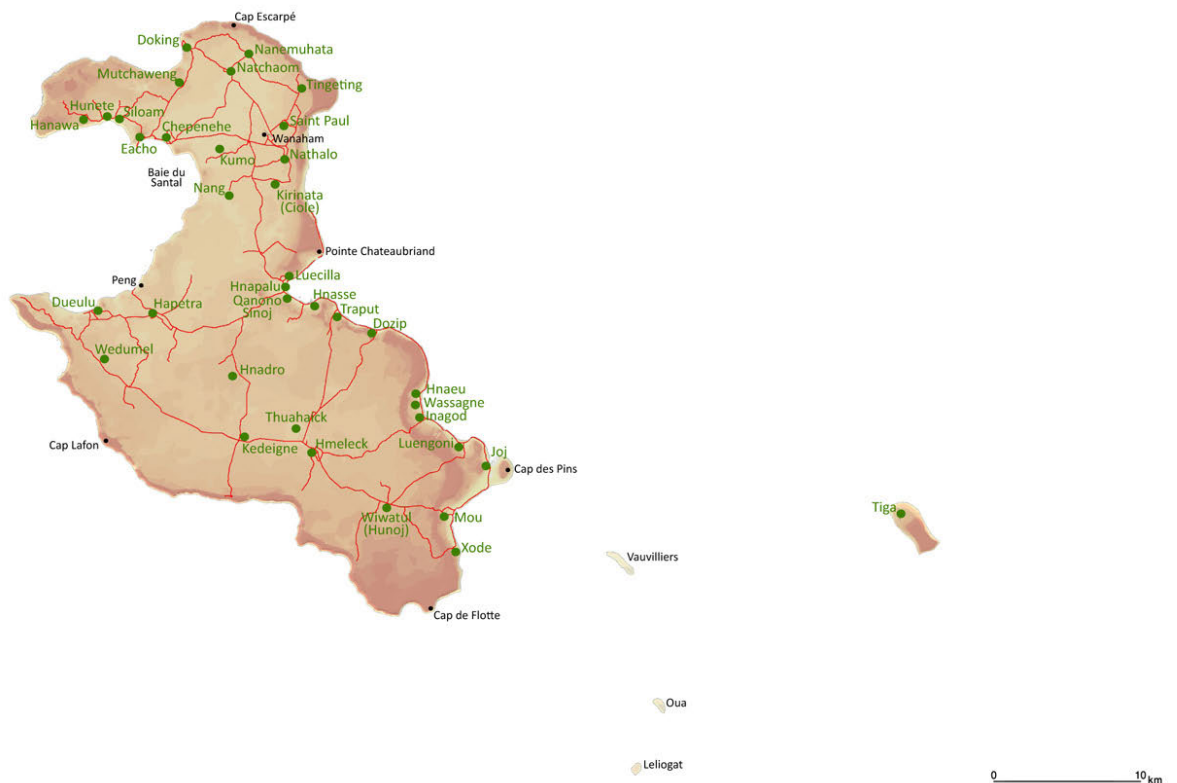 Cap Escarpé
Doking
Nanemuhata
Natchaom
Mutchaweng
Tingeting
Hunete
Siloam
Hanawa
Saint Paul
Chepenehe
Wanaham
Eacho
Kumo
Nathalo
Baie du
Santal
Nang
Kirinata
(Ciole)
Pointe Chateaubriand
Luecilla
Peng
Hnapalu
Dueulu
Hapetra
Qanono
Sinoj
Hnasse
Traput
Dozip
Wedumel
Hnadro
Hnaeu
Wassagne
Inagod
Thuahaïck
Cap Lafon
Kedeigne
Hmeleck
Luengoni
Joj
Cap des Pins
Tiga
Wiwatul
(Hunoj)
Mou
Xode
Vauvilliers
Cap de Flotte
Oua
Leliogat
0 10 km